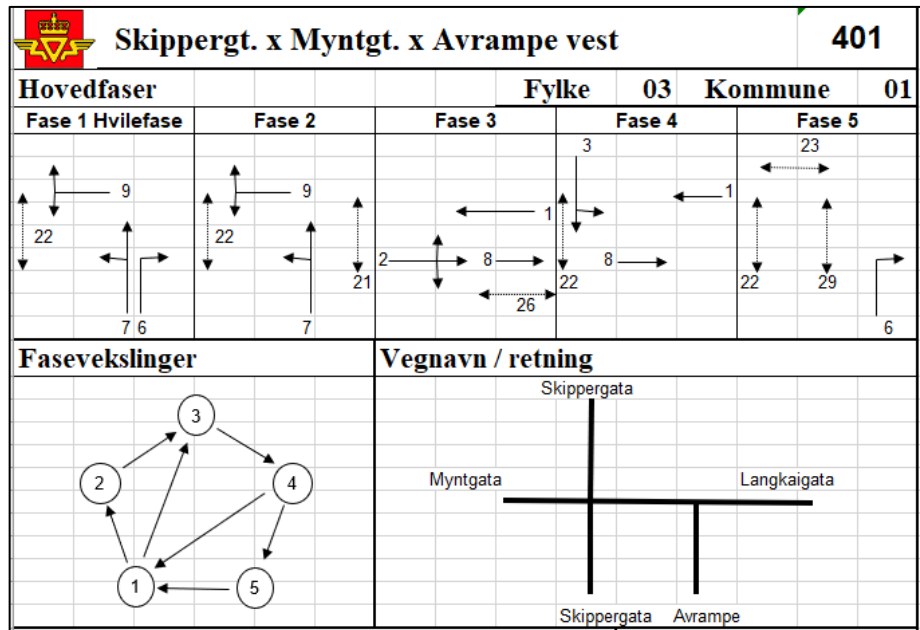 Skippergt. x Myntgt. x Avrampe vest 401
Hovedfaser Fylke 03 Kommune 01
Fase 1 Hvilefase Fase 2 Fase 3 Fase 4 Fase 5
9
22
7 6
9
22
21
7
1
2 8
26
3
1
8
22
23
22 29
6
Fasevekslinger Vegnavn / retning
3
2 4
1 5
Skippergata
Myntgata Langkaigata
Skippergata Avrampe